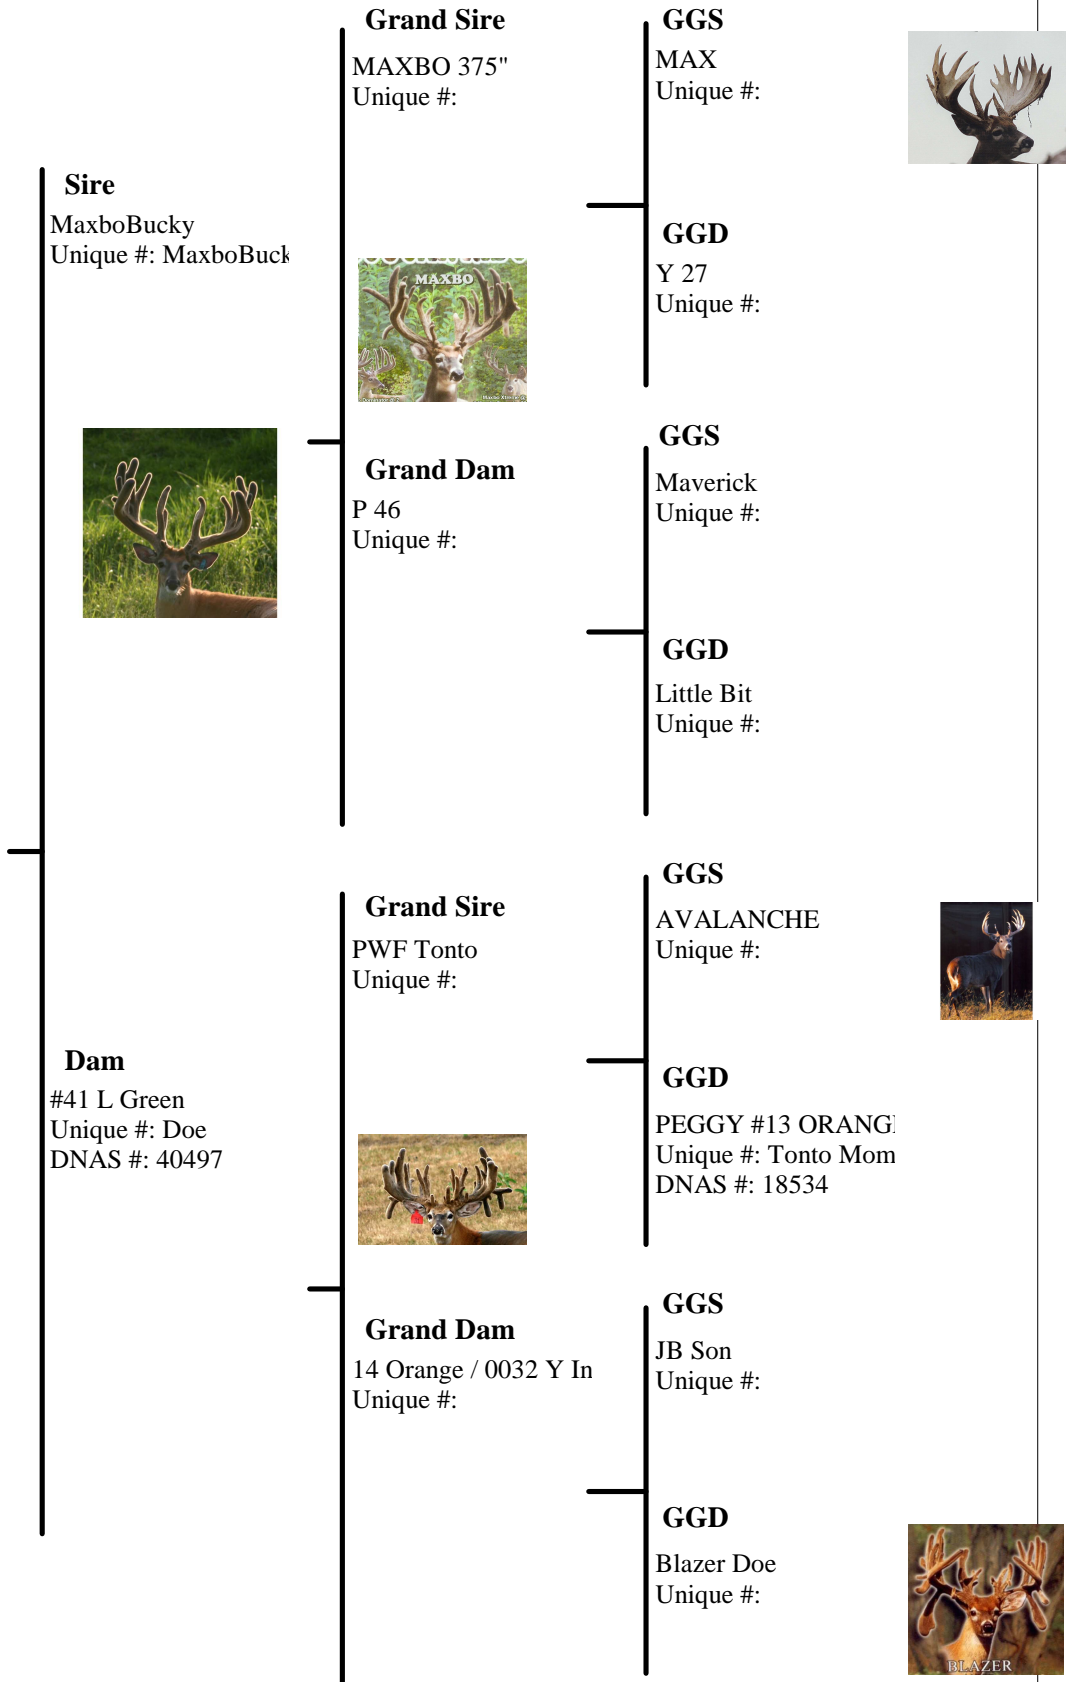 Grand Sire
MAXBO 375"
Unique #:
GGS
MAX
Unique #:
Sire
MaxboBucky
Unique #: MaxboBuck
GGD
Y 27
Unique #:
MAXBO
Grand Dam
P 46
Unique #:
GGS
Maverick
Unique #:
GGD
Little Bit
Unique #:
Grand Sire
PWF Tonto
Unique #:
GGS
AVALANCHE
Unique #:
Dam
#41 L Green
Unique #: Doe
DNAS #: 40497
GGD
PEGGY #13 ORANG
Unique #: Tonto Mom
DNAS #: 18534
Grand Dam
14 Orange / 0032 Y In
Unique #:
GGS
JB Son
Unique #:
GGD
Blazer Doe
Unique #:
BLAZER